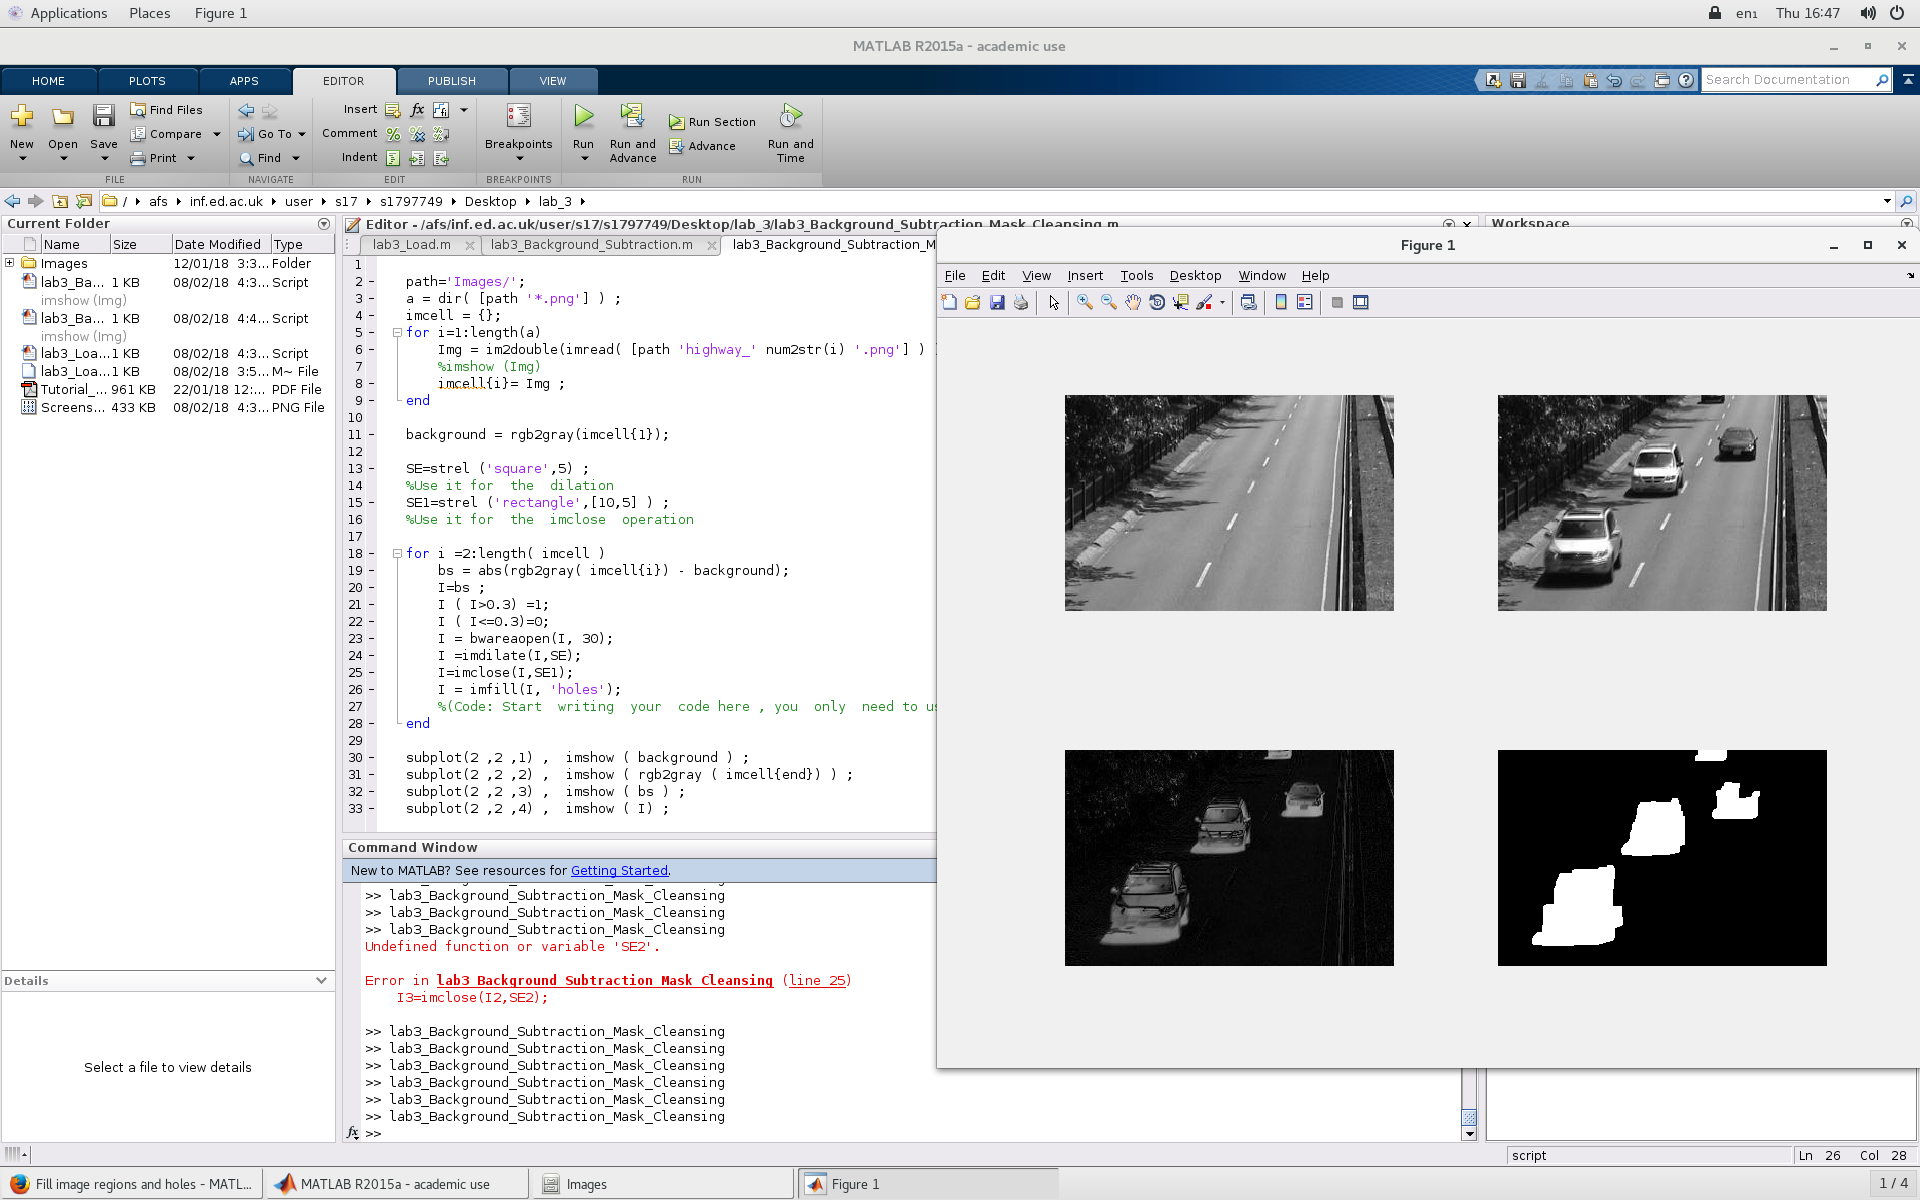 Applications Places Figure 1 en₁ Thu 16:47
MATLAB R2015a - academic use
HOME PLOTS APPS EDITOR PUBLISH VIEW Search Documentation
New Open Save Find Files Compare Print
FILE
Go To Find
NAVIGATE
Insert fx
Comment
Indent
EDIT
Breakpoints
BREAKPOINTS
Run Run and Advance Run Section Advance Run and Time
RUN
/ afs inf.ed.ac.uk user s17 s1797749 Desktop lab_3
Current Folder
Name Size Date Modified Type
Images 12/01/18 3:3... Folder
lab3_Ba... 1 KB 08/02/18 4:3... Script
imshow (Img)
lab3_Ba... 1 KB 08/02/18 4:4... Script
imshow (Img)
lab3_Loa... 1 KB 08/02/18 4:3... Script
lab3_Loa... 1 KB 08/02/18 3:5... M~ File
Tutorial_... 961 KB 22/01/18 12:... PDF File
Screens... 433 KB 08/02/18 4:3... PNG File
Details
Select a file to view details
Editor - /afs/inf.ed.ac.uk/user/s17/s1797749/Desktop/lab_3/lab3_Background_Subtraction_Mask_Cleansing.m
lab3_Load.m lab3_Background_Subtraction.m lab3_Background_Subtraction_M
1
2 - path='Images/';
3 - a = dir( [path '*.png'] ) ;
4 - imcell = {};
5 - for i=1:length(a)
6 - Img = im2double(imread( [path 'highway_' num2str(i) '.png'] )
7 - %imshow (Img)
8 - imcell{i}= Img ;
9 - end
10
11 - background = rgb2gray(imcell{1});
12
13 - SE=strel ('square',5) ;
14 - %Use it for the dilation
15 - SE1=strel ('rectangle',[10,5] ) ;
16 - %Use it for the imclose operation
17
18 - for i =2:length( imcell )
19 - bs = abs(rgb2gray( imcell{i}) - background);
20 - I=bs ;
21 - I ( I>0.3) =1;
22 - I ( I<=0.3)=0;
23 - I = bwareaopen(I, 30);
24 - I =imdilate(I,SE);
25 - I=imclose(I,SE1);
26 - I = imfill(I, 'holes');
27 %(Code: Start writing your code here , you only need to us
28 - end
29
30 - subplot(2 ,2 ,1) , imshow ( background ) ;
31 - subplot(2 ,2 ,2) , imshow ( rgb2gray ( imcell{end}) ) ;
32 - subplot(2 ,2 ,3) , imshow ( bs ) ;
33 - subplot(2 ,2 ,4) , imshow ( I) ;
Command Window
New to MATLAB? See resources for Getting Started.
>> lab3_Background_Subtraction_Mask_Cleansing
>> lab3_Background_Subtraction_Mask_Cleansing
>> lab3_Background_Subtraction_Mask_Cleansing
Undefined function or variable 'SE2'.
Error in lab3_Background_Subtraction_Mask_Cleansing (line 25)
I3=imclose(I2,SE2);
>> lab3_Background_Subtraction_Mask_Cleansing
>> lab3_Background_Subtraction_Mask_Cleansing
>> lab3_Background_Subtraction_Mask_Cleansing
>> lab3_Background_Subtraction_Mask_Cleansing
>> lab3_Background_Subtraction_Mask_Cleansing
>> lab3_Background_Subtraction_Mask_Cleansing
fx >>
Workspace
Figure 1
File Edit View Insert Tools Desktop Window Help
script Ln 26 Col 28
Fill image regions and holes - MATL... MATLAB R2015a - academic use Images Figure 1 1 / 4